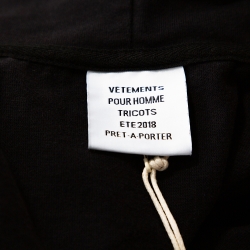 VETEMENTS
POUR HOMME
TRICOTS
ETE 2018
PRET-A-PORTER